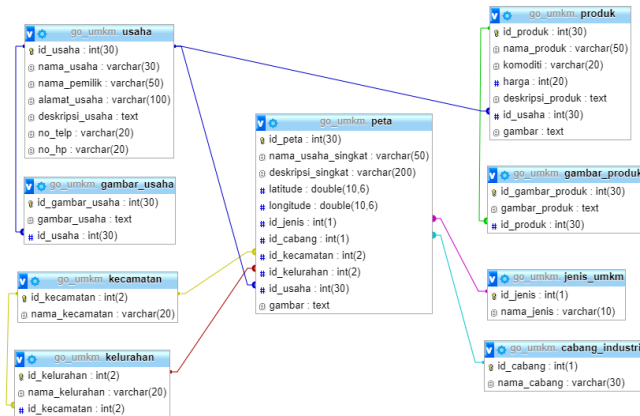 go_umkm. usaha
id_usaha : int(30)
nama_usaha : varchar(30)
nama_pemilik : varchar(50)
alamat_usaha : varchar(100)
deskripsi_usaha : text
no_telp : varchar(20)
no_hp : varchar(20)
go_umkm. gambar_usaha
id_gambar_usaha : int(30)
gambar_usaha : text
id_usaha : int(30)
go_umkm. kecamatan
id_kecamatan : int(2)
nama_kecamatan : varchar(20)
go_umkm. kelurahan
id_kelurahan : int(2)
nama_kelurahan : varchar(20)
id_kecamatan : int(2)
go_umkm. peta
id_peta : int(30)
nama_usaha_singkat : varchar(50)
deskripsi_singkat : varchar(200)
latitude : double(10,6)
longitude : double(10,6)
id_jenis : int(1)
id_cabang : int(1)
id_kecamatan : int(2)
id_kelurahan : int(2)
id_usaha : int(30)
gambar : text
go_umkm. produk
id_produk : int(30)
nama_produk : varchar(50)
komoditi : varchar(20)
harga : int(20)
deskripsi_produk : text
id_usaha : int(30)
gambar : text
go_umkm. gambar_produk
id_gambar_produk : int(30)
gambar_produk : text
id_produk : int(30)
go_umkm. jenis_umkm
id_jenis : int(1)
nama_jenis : varchar(10)
go_umkm. cabang_industri
id_cabang : int(1)
nama_cabang : varchar(30)